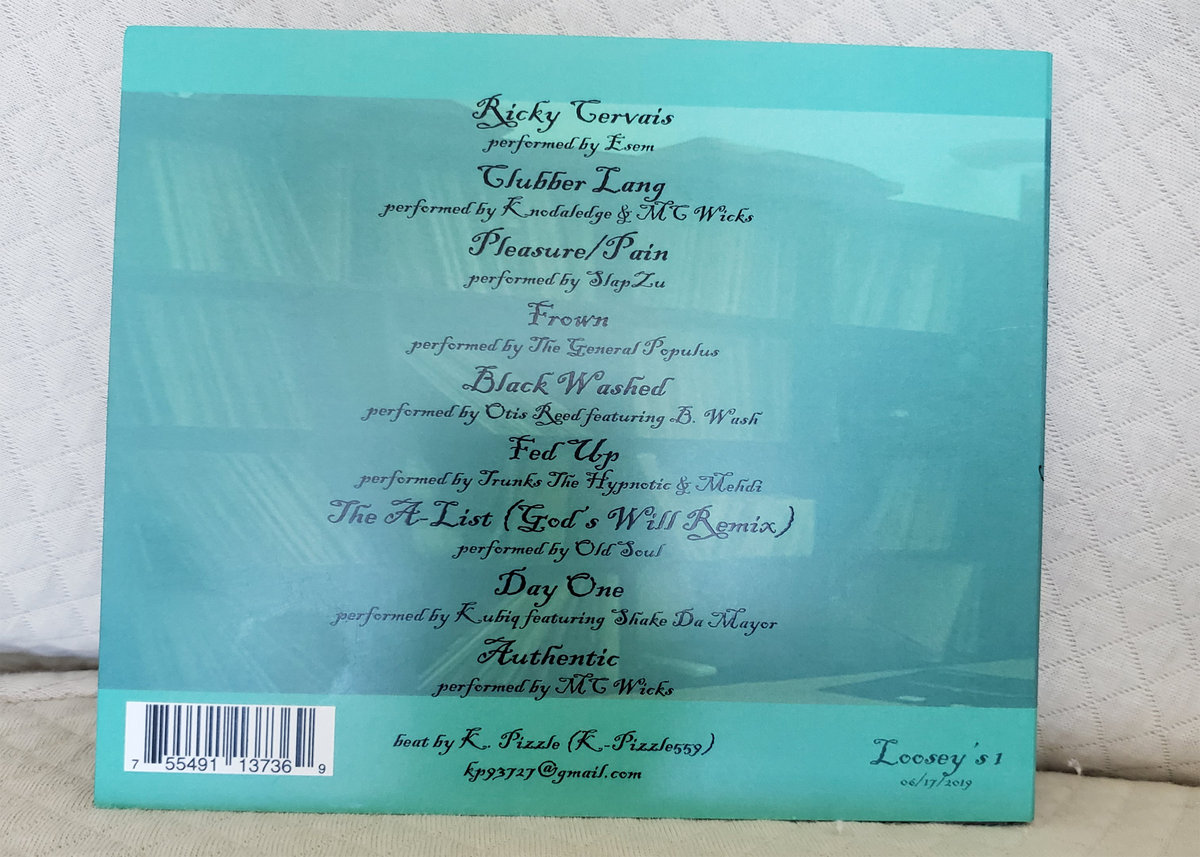 Ricky Gervais
performed by Esem
Clubber Lang
performed by Knodaledge & MC Wicks
Pleasure/Pain
performed by SlapZu
Frown
performed by The General Populus
Black Washed
performed by Otis Reed featuring B. Wash
Fed Up
performed by Trunks The Hypnotic & Mehdi
The A-List (God's Will Remix)
performed by Old Soul
Day One
performed by Kubiq featuring Shake Da Mayor
Authentic
performed by MC Wicks
beat by K. Pizzle (K-Pizzle559)
kp93727@gmail.com
Loosey's 1
06/17/2019
7 55491 13736 9